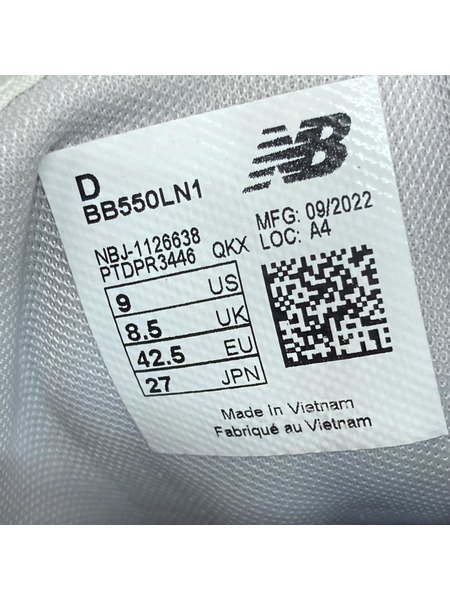 D
BB550LN1
NB
NBJ-1126638
PTDPR3446 QKX
MFG: 09/2022
LOC: A4
9 US
8.5 UK
42.5 EU
27 JPN
Made in Vietnam
Fabriqué au Vietnam